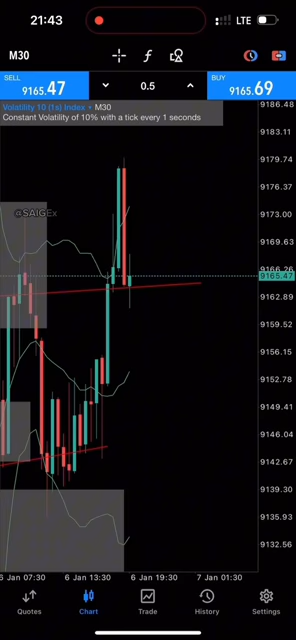 21:43
LTE
M30
SELL
9165.47
0.5
BUY
9165.69
Volatility 10 (1s) Index • M30
Constant Volatility of 10% with a tick every 1 seconds
9186.48
9183.11
9179.74
9176.37
9173.00
9169.63
9166.26
9165.47
9162.89
9159.52
9156.15
9152.78
9149.41
9146.04
9142.67
9139.30
9135.93
9132.56
@SAIGEx
6 Jan 07:30
6 Jan 13:30
6 Jan 19:30
7 Jan 01:30
Quotes
Chart
Trade
History
Settings